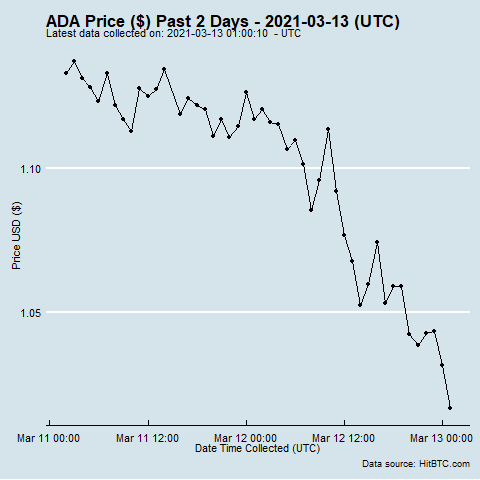 ADA Price ($) Past 2 Days - 2021-03-13 (UTC)
Latest data collected on: 2021-03-13 01:00:10 - UTC
1.10
Price USD ($)
1.05
Mar 11 00:00 Mar 11 12:00 Mar 12 00:00 Mar 12 12:00 Mar 13 00:00
Date Time Collected (UTC)
Data source: HitBTC.com